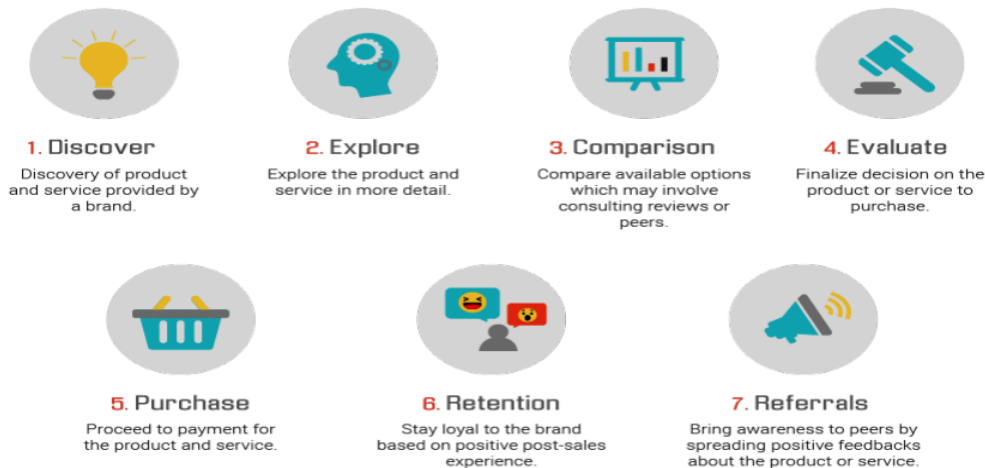 1. Discover
Discovery of product
and service provided by
a brand.
2. Explore
Explore the product and
service in more detail.
3. Comparison
Compare available options
which may involve
consulting reviews or
peers.
4. Evaluate
Finalize decision on the
product or service to
purchase.
5. Purchase
Proceed to payment for
the product and service.
6. Retention
Stay loyal to the brand
based on positive post-sales
experience.
7. Referrals
Bring awareness to peers by
spreading positive feedbacks
about the product or service.